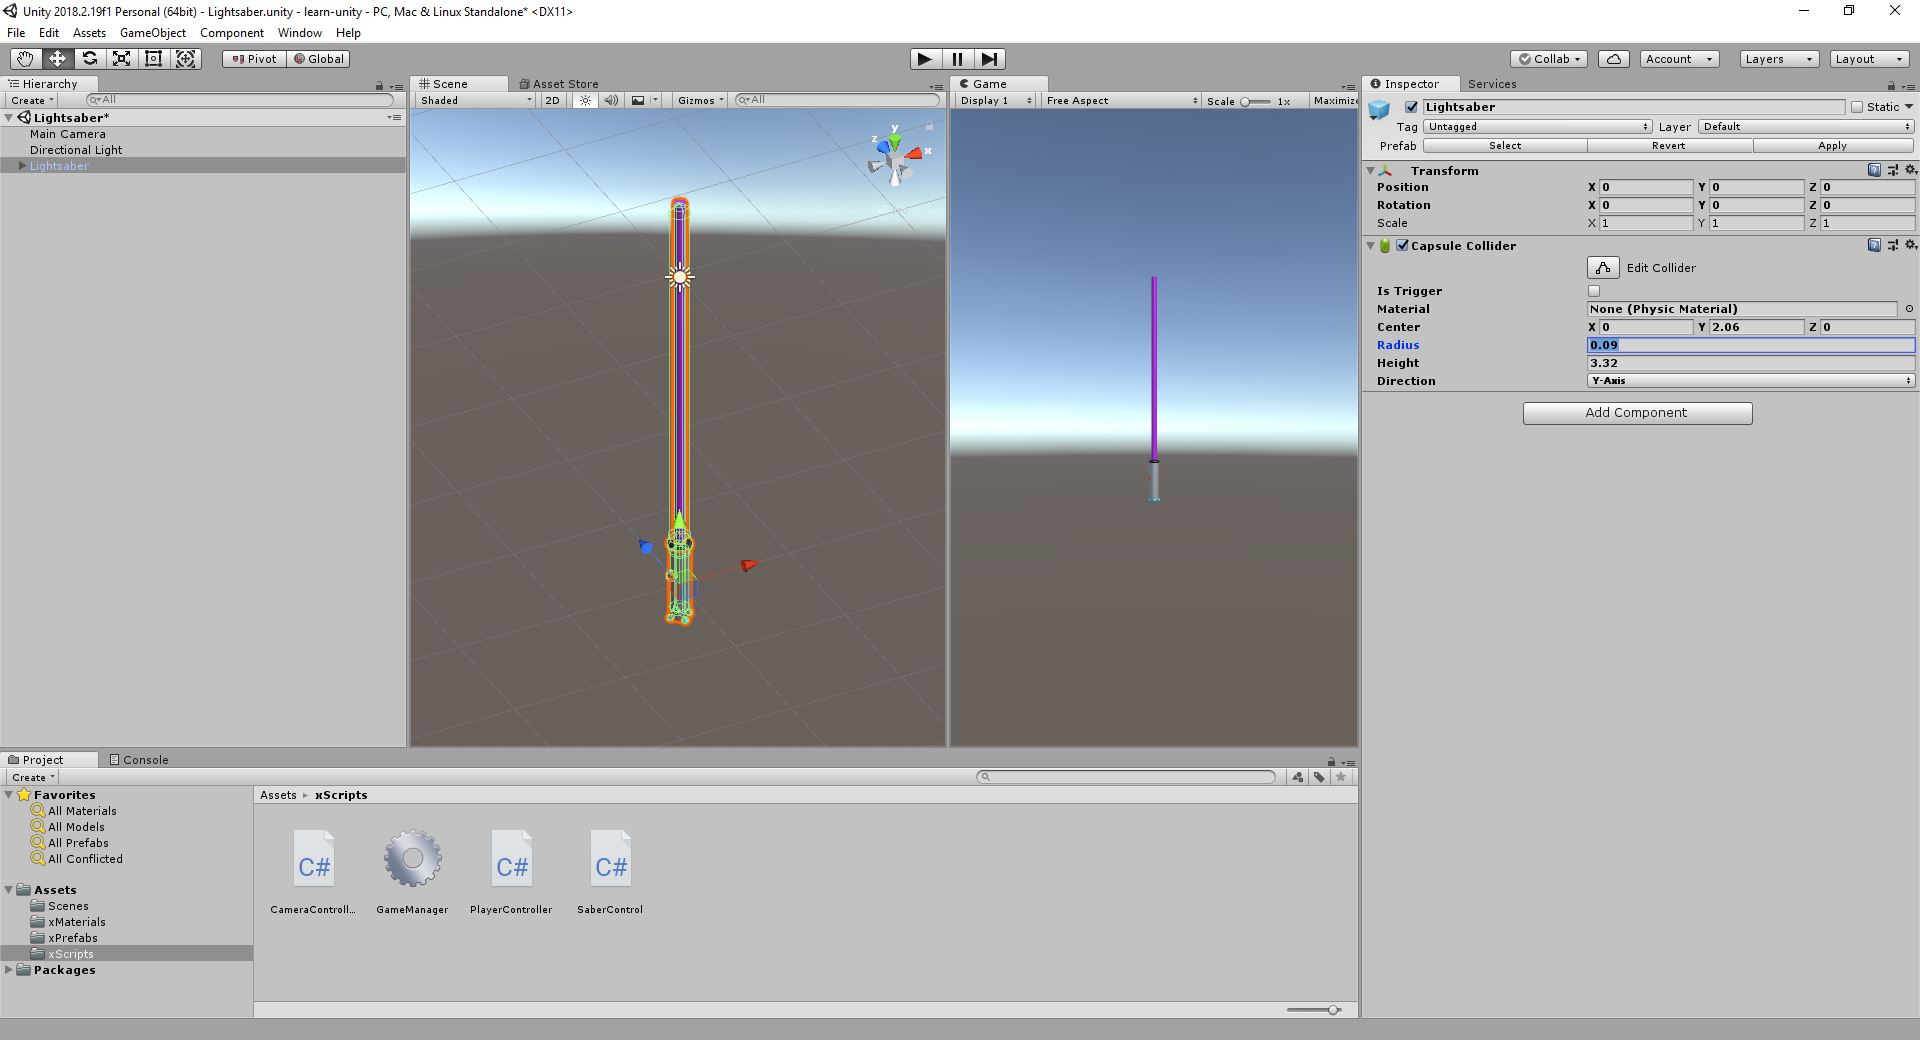 Unity 2018.2.19f1 Personal (64bit) - Lightsaber.unity - learn-unity - PC, Mac & Linux Standalone* <DX11>
File Edit Assets GameObject Component Window Help
Pivot Global Collab Account Layers Layout
Hierarchy
Create All
Lightsaber*
Main Camera
Directional Light
Lightsaber
Scene Asset Store
Shaded 2D Gizmos All
y
z
x
Game
Display 1 Free Aspect Scale 1x Maximize
Inspector Services
Lightsaber Static
Tag Untagged Layer Default
Prefab Select Revert Apply
Transform
Position X 0 Y 0 Z 0
Rotation X 0 Y 0 Z 0
Scale X 1 Y 1 Z 1
Capsule Collider
Edit Collider
Is Trigger
Material None (Physic Material)
Center X 0 Y 2.06 Z 0
Radius 0.09
Height 3.32
Direction Y-Axis
Add Component
Project Console
Create
Favorites
All Materials
All Models
All Prefabs
All Conflicted
Assets
Scenes
xMaterials
xPrefabs
xScripts
Packages
Assets xScripts
C# C# C#
CameraControll... GameManager PlayerController SaberControl